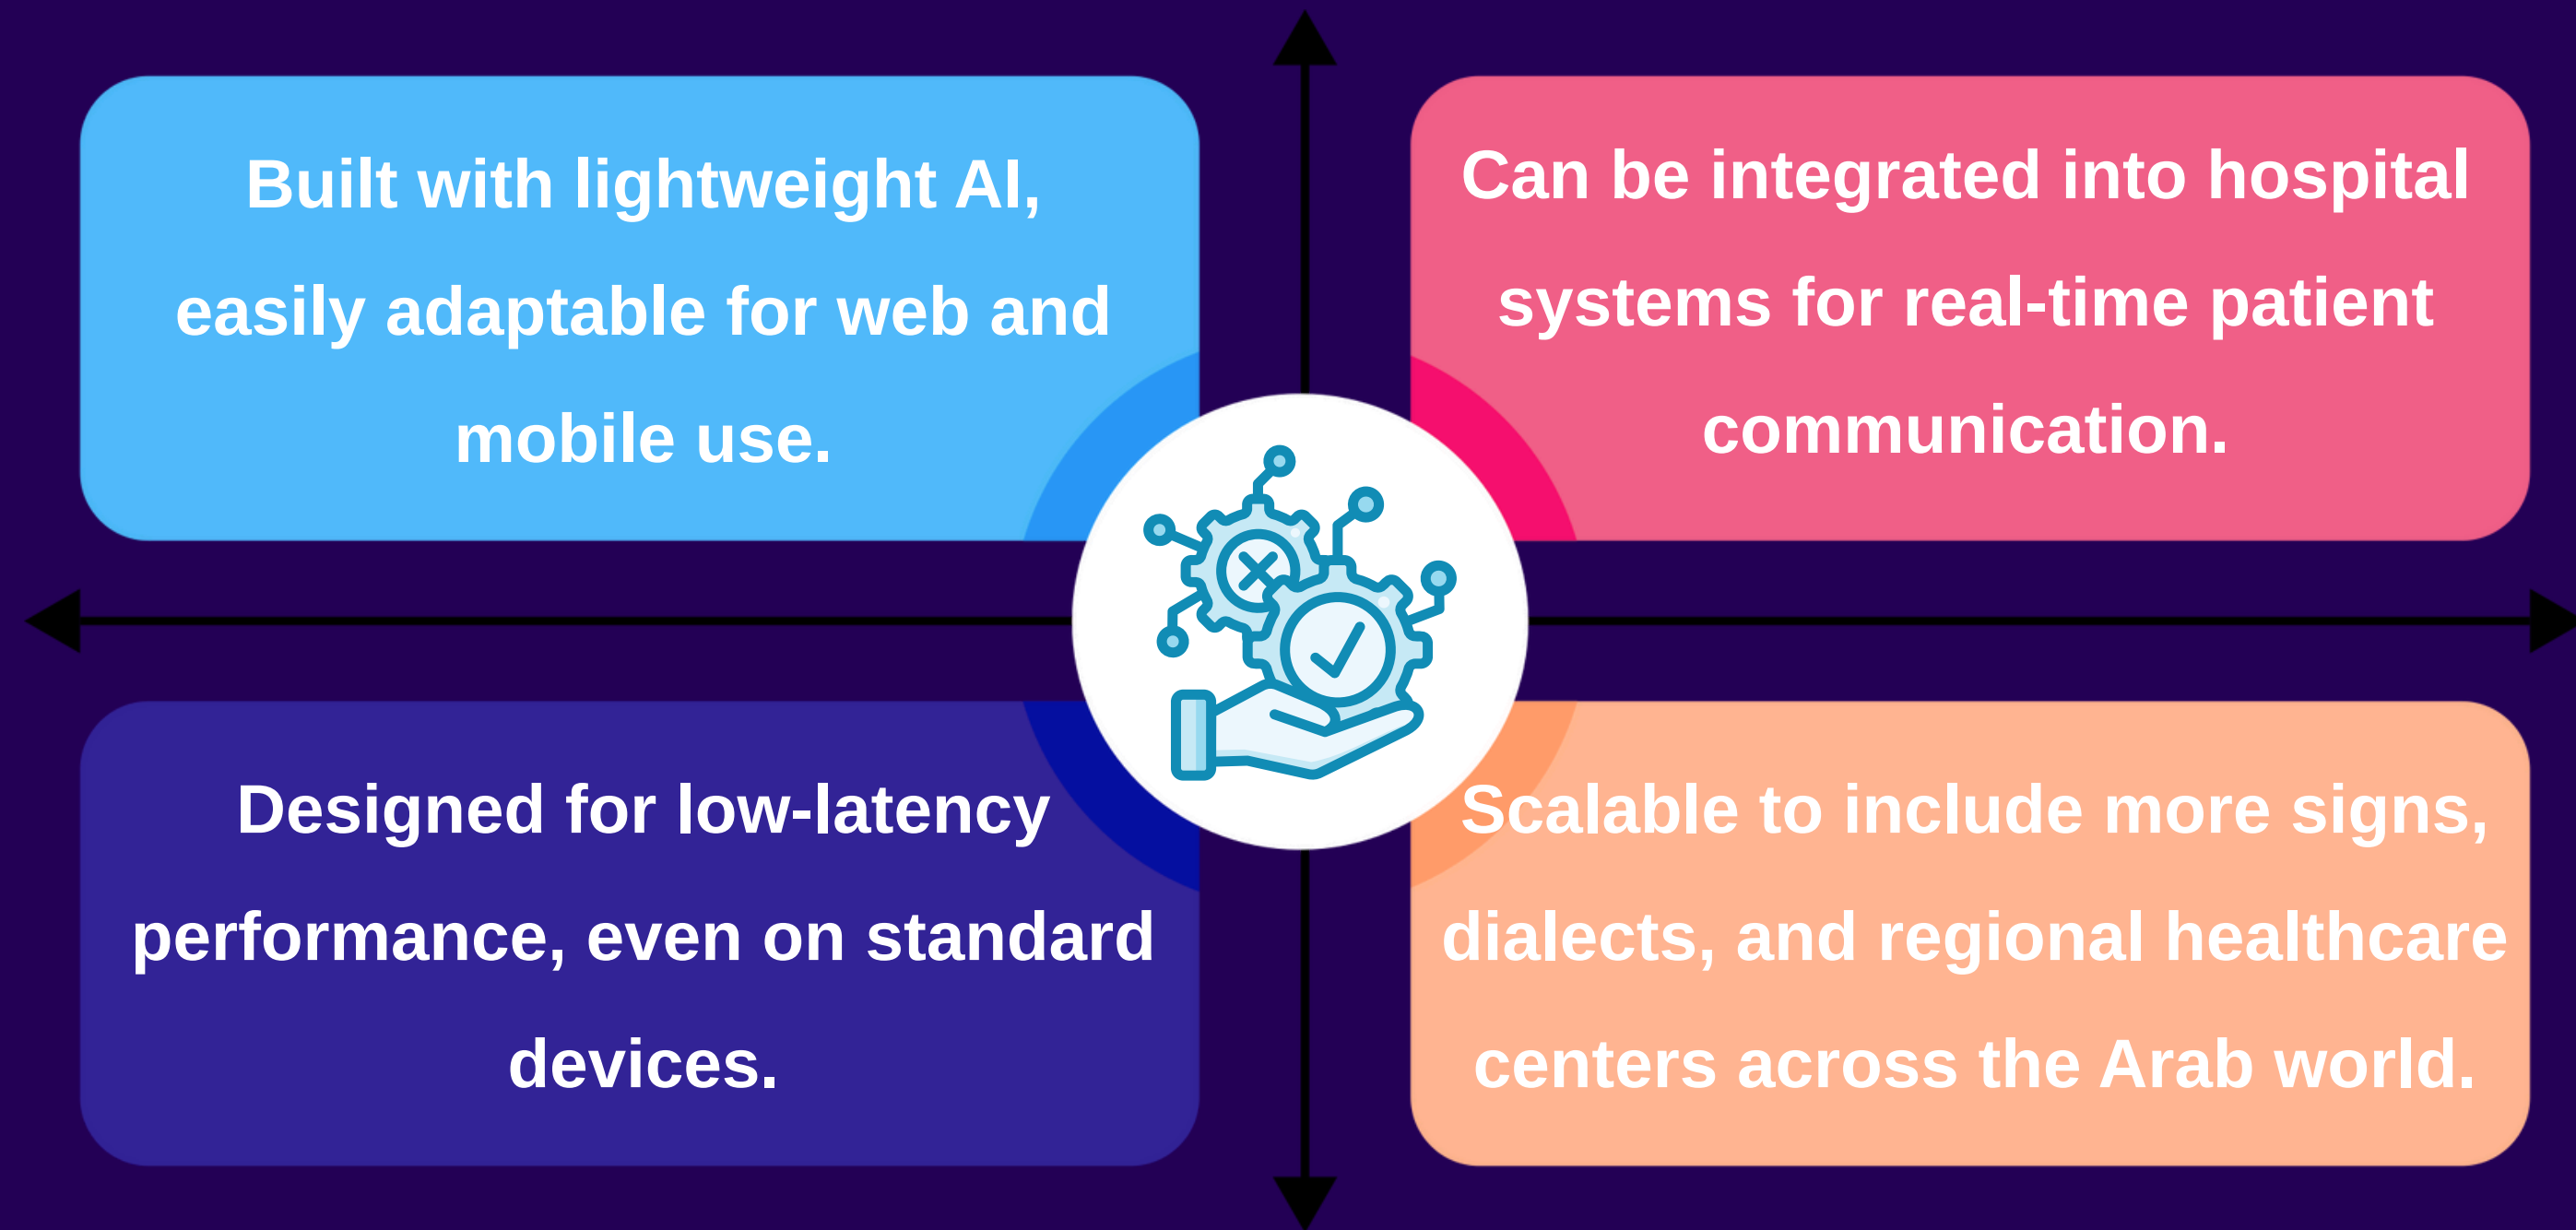 Built with lightweight AI,
easily adaptable for web and
mobile use.
Can be integrated into hospital
systems for real-time patient
communication.
Designed for low-latency
performance, even on standard
devices.
Scalable to include more signs,
dialects, and regional healthcare
centers across the Arab world.